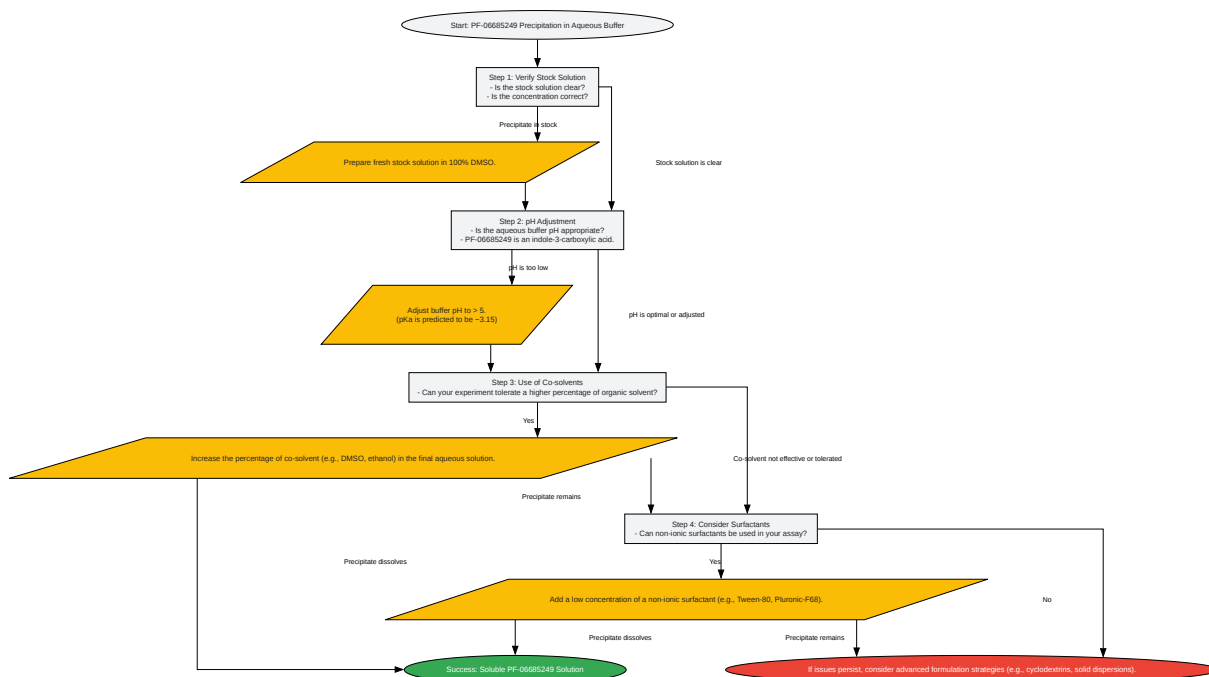 Start: PF-06685249 Precipitation in Aqueous Buffer
Step 1: Verify Stock Solution
- Is the stock solution clear?
- Is the concentration correct?
Precipitate in stock
Prepare fresh stock solution in 100% DMSO.
Stock solution is clear
Step 2: pH Adjustment
- Is the aqueous buffer pH appropriate?
- PF-06685249 is an indole-3-carboxylic acid.
pH is too low
Adjust buffer pH to > 5.
(pKa is predicted to be ~3.15)
pH is optimal or adjusted
Step 3: Use of Co-solvents
- Can your experiment tolerate a higher percentage of organic solvent?
Yes
Increase the percentage of co-solvent (e.g., DMSO, ethanol) in the final aqueous solution.
Co-solvent not effective or tolerated
Precipitate remains
Step 4: Consider Surfactants
- Can non-ionic surfactants be used in your assay?
Precipitate dissolves
Yes
Add a low concentration of a non-ionic surfactant (e.g., Tween-80, Pluronic-F68).
No
Precipitate dissolves
Precipitate remains
Success: Soluble PF-06685249 Solution
If issues persist, consider advanced formulation strategies (e.g., cyclodextrins, solid dispersions).